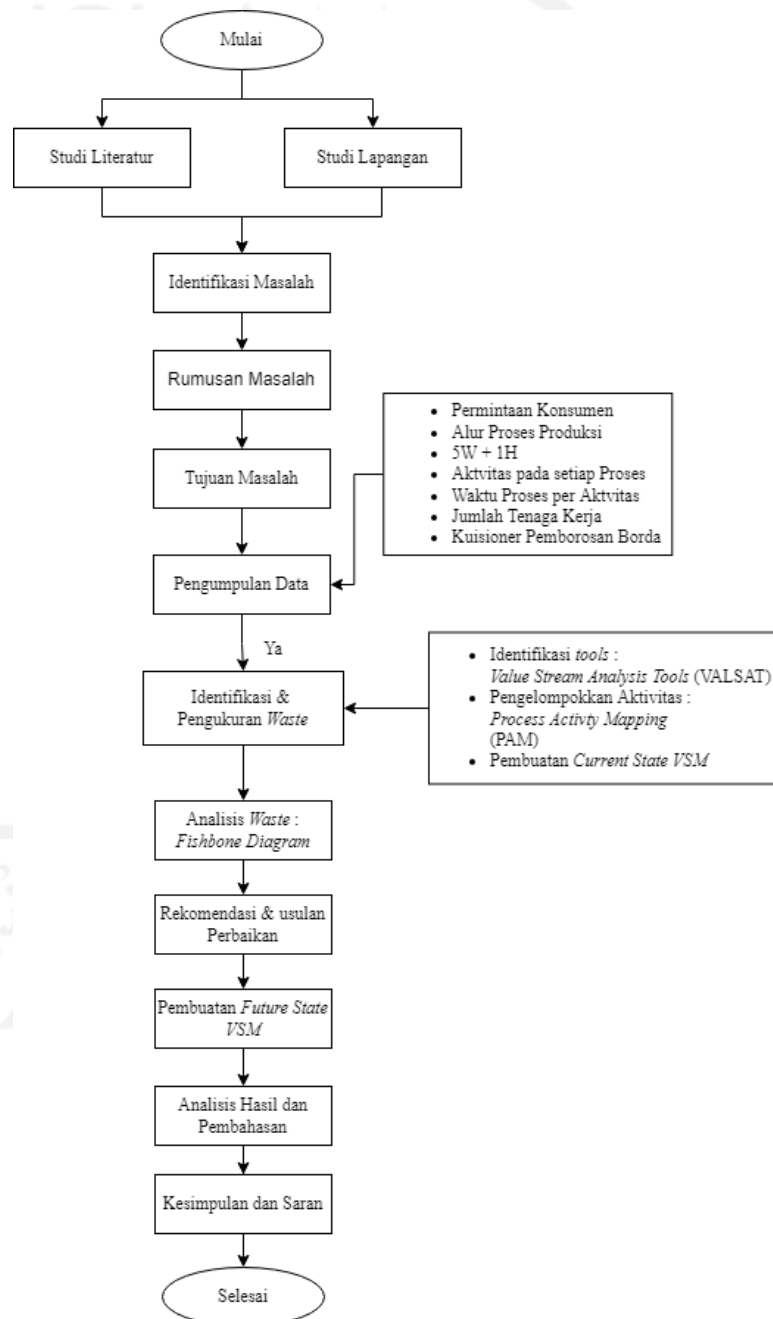 Mulai
Studi Literatur
Studi Lapangan
Identifikasi Masalah
Rumusan Masalah
Tujuan Masalah
• Permintaan Konsumen
• Alur Proses Produksi
• 5W + 1H
• Aktvitas pada setiap Proses
• Waktu Proses per Aktvitas
• Jumlah Tenaga Kerja
• Kuisioner Pemborosan Borda
Pengumpulan Data
Ya
Identifikasi &
Pengukuran Waste
• Identifikasi tools :
Value Stream Analysis Tools (VALSAT)
• Pengelompokkan Aktivitas :
Process Activty Mapping
(PAM)
• Pembuatan Current State VSM
Analisis Waste :
Fishbone Diagram
Rekomendasi & usulan
Perbaikan
Pembuatan Future State
VSM
Analisis Hasil dan
Pembahasan
Kesimpulan dan Saran
Selesai